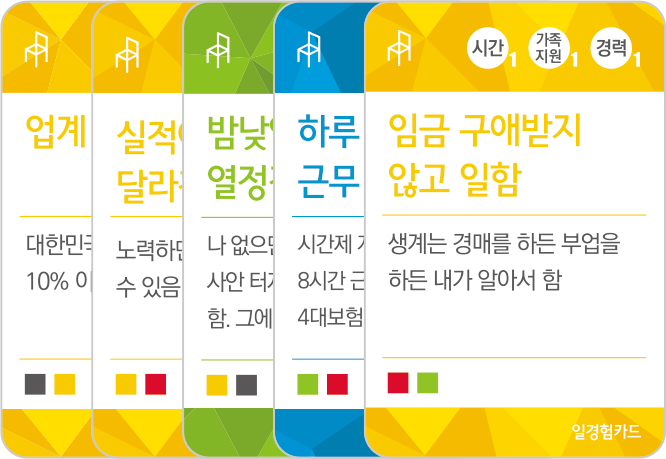 업계
대한민국
10% 이
실적
달라
노력하면
수 있음
밤낮
열정
나 없으면
사안 터
함. 그에
하루
근무
시간제
8시간 근
4대보험
시간 1
가족
지원 1
경력 1
임금 구애받지
않고 일함
생계는 경매를 하든 부업을
하든 내가 알아서 함
일경험카드